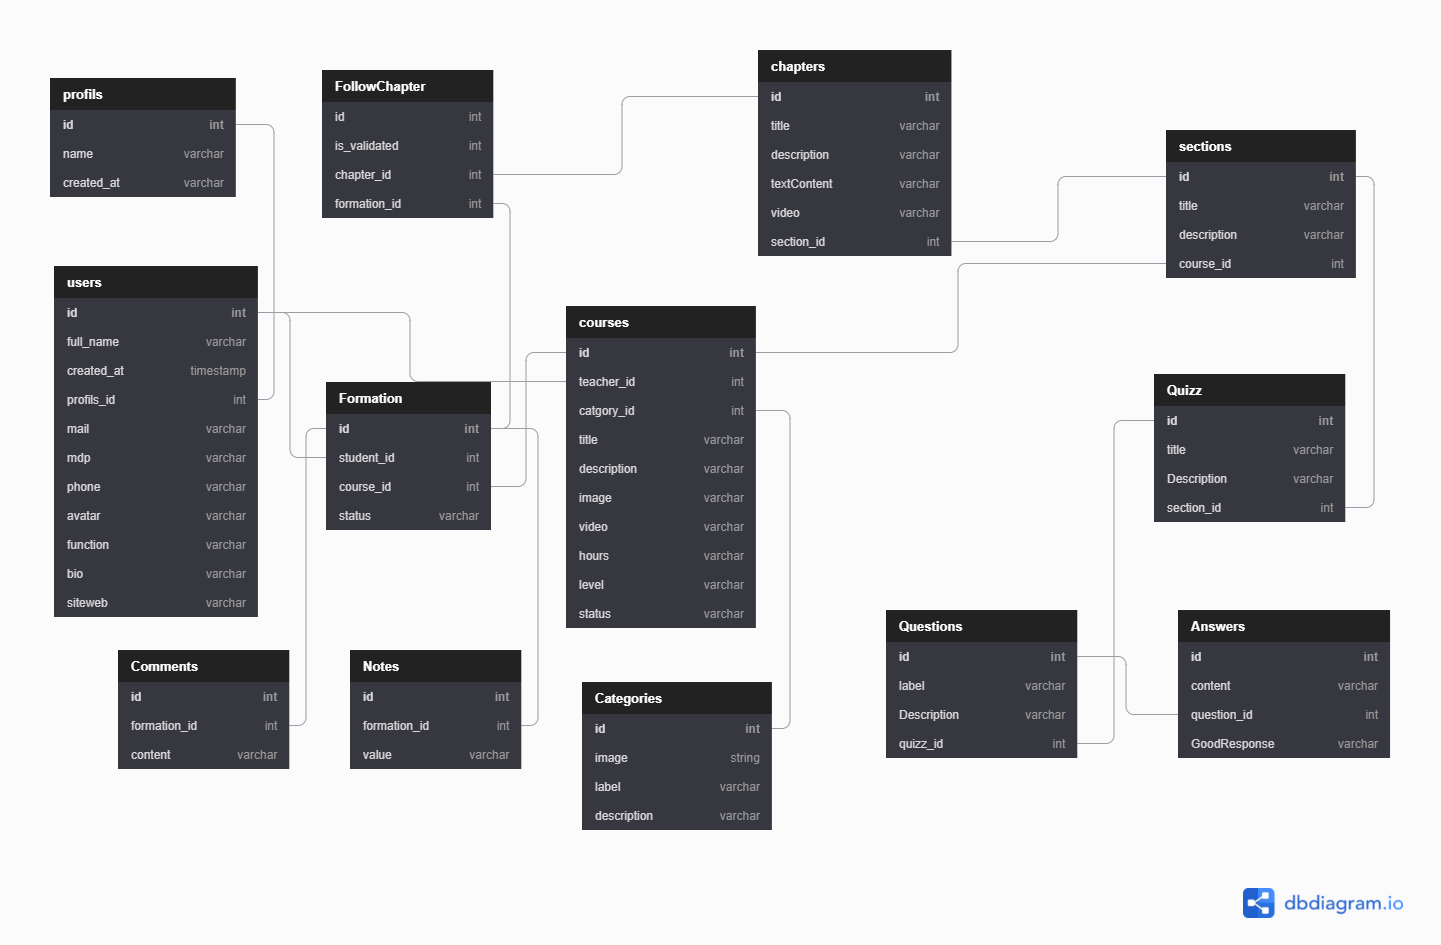 profils
id int
name varchar
created_at varchar
FollowChapter
id int
is_validated int
chapter_id int
formation_id int
chapters
id int
title varchar
description varchar
textContent varchar
video varchar
section_id int
sections
id int
title varchar
description varchar
course_id int
users
id int
full_name varchar
created_at timestamp
profils_id int
mail varchar
mdp varchar
phone varchar
avatar varchar
function varchar
bio varchar
siteweb varchar
Formation
id int
student_id int
course_id int
status varchar
courses
id int
teacher_id int
catgory_id int
title varchar
description varchar
image varchar
video varchar
hours varchar
level varchar
status varchar
Quizz
id int
title varchar
Description varchar
section_id int
Comments
id int
formation_id int
content varchar
Notes
id int
formation_id int
value varchar
Categories
id int
image string
label varchar
description varchar
Questions
id int
label varchar
Description varchar
quizz_id int
Answers
id int
content varchar
question_id int
GoodResponse varchar
dbdiagram.io